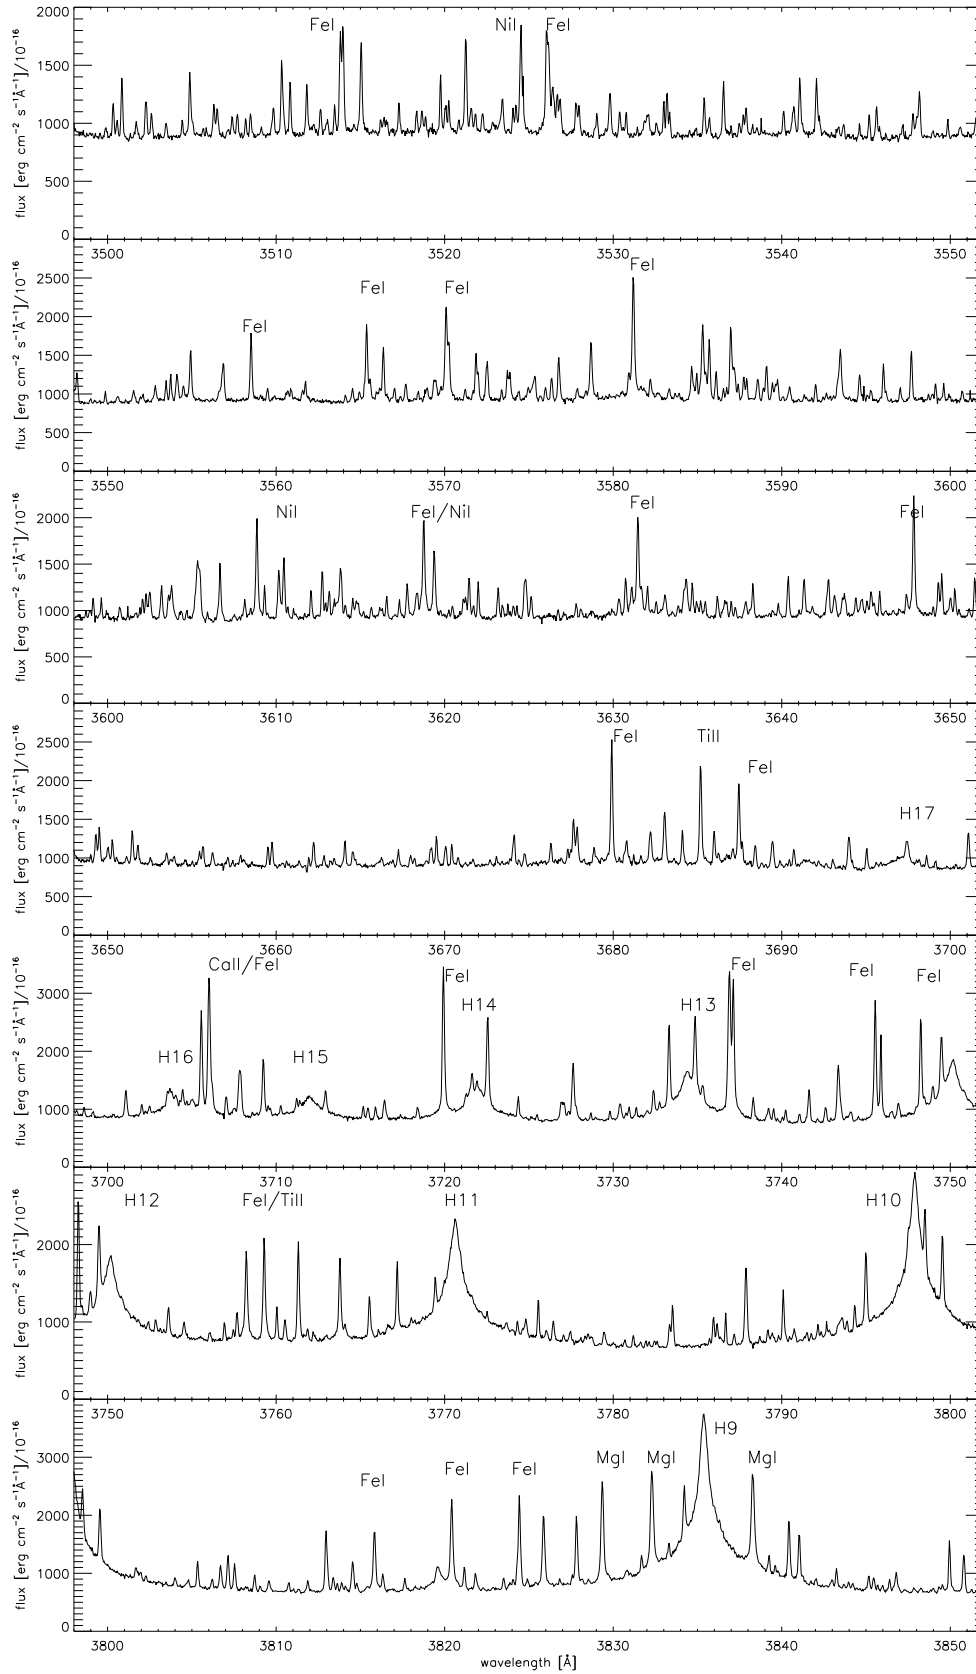 FeI NiI FeI
2000
1500
1000
500
0
flux [erg cm⁻² s⁻¹Å⁻¹]/10⁻¹⁶
3500 3510 3520 3530 3540 3550
FeI FeI FeI FeI
2500
2000
1500
1000
500
0
flux [erg cm⁻² s⁻¹Å⁻¹]/10⁻¹⁶
3550 3560 3570 3580 3590 3600
NiI FeI/NiI FeI FeI
2000
1500
1000
500
0
flux [erg cm⁻² s⁻¹Å⁻¹]/10⁻¹⁶
3600 3610 3620 3630 3640 3650
FeI TiII FeI H17
2500
2000
1500
1000
500
0
flux [erg cm⁻² s⁻¹Å⁻¹]/10⁻¹⁶
3650 3660 3670 3680 3690 3700
H16 CaII/FeI H15 FeI H14 H13 FeI FeI FeI
3000
2000
1000
0
flux [erg cm⁻² s⁻¹Å⁻¹]/10⁻¹⁶
3700 3710 3720 3730 3740 3750
H12 FeI/TiII H11 H10
2000
1000
0
flux [erg cm⁻² s⁻¹Å⁻¹]/10⁻¹⁶
3750 3760 3770 3780 3790 3800
FeI FeI FeI MgI MgI H9 MgI
3000
2000
1000
0
flux [erg cm⁻² s⁻¹Å⁻¹]/10⁻¹⁶
3800 3810 3820 3830 3840 3850
wavelength [Å]